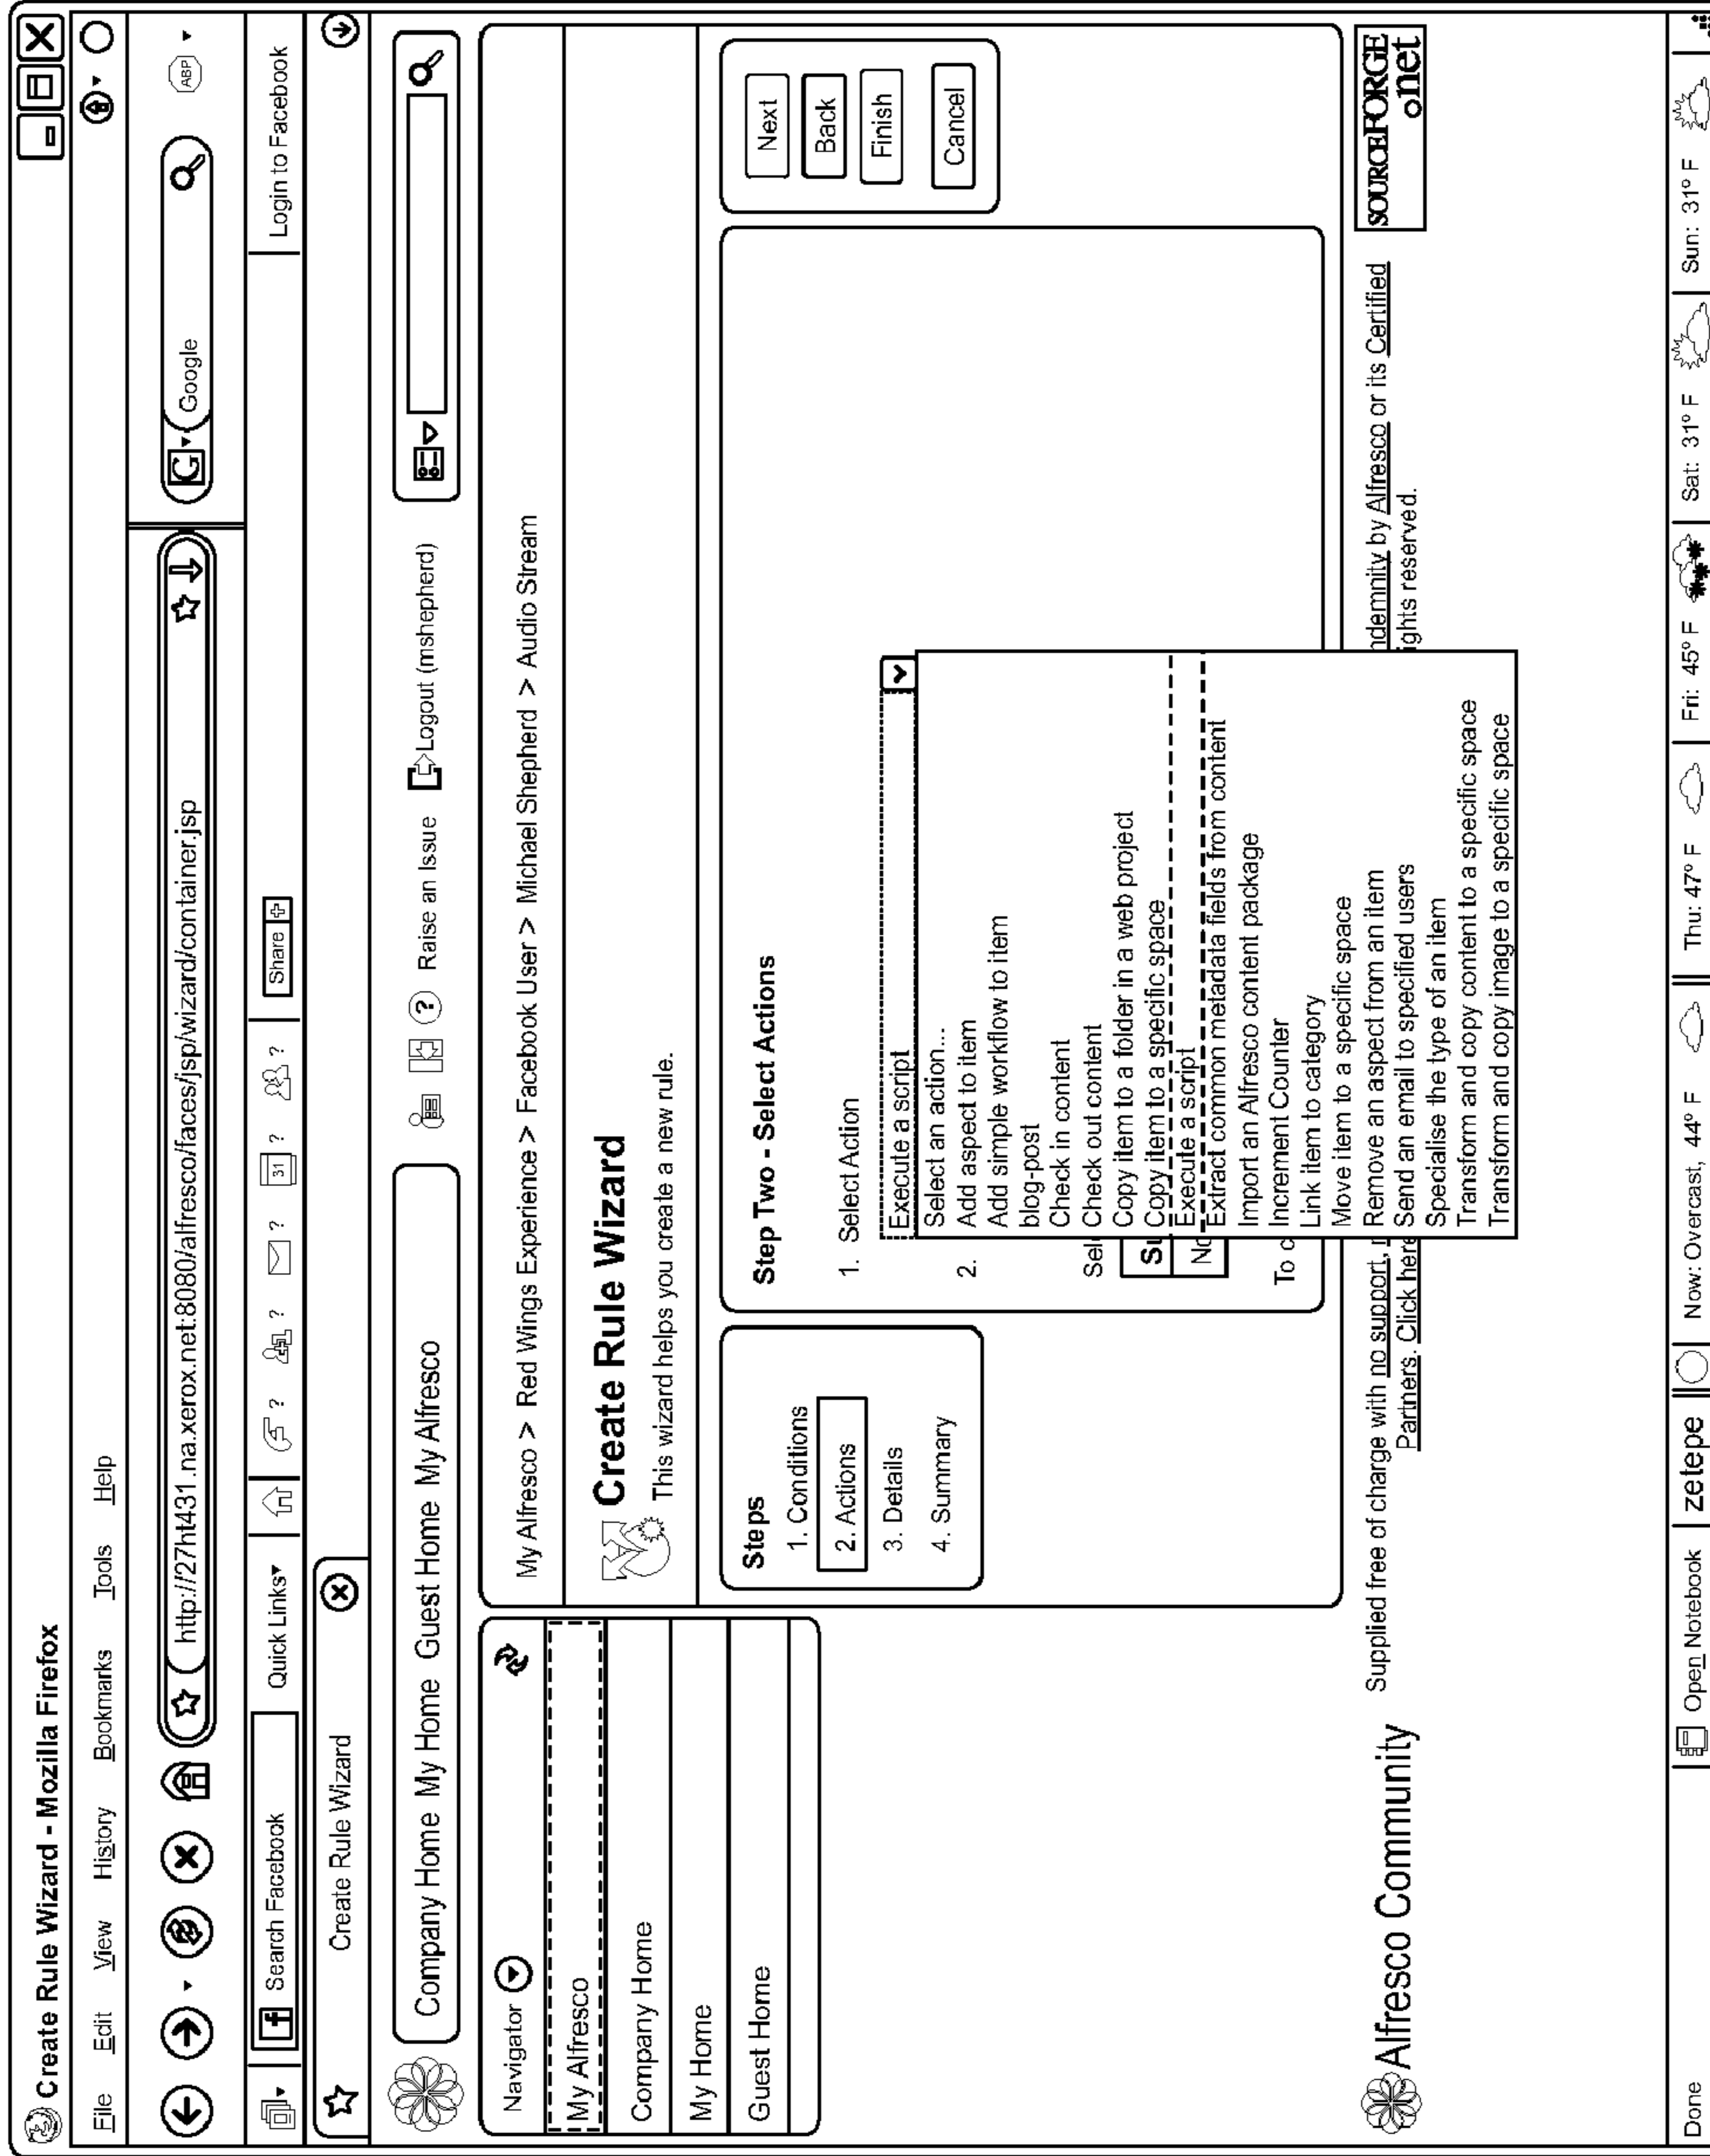 Create Rule Wizard - Mozilla Firefox
File Edit View History Bookmarks Tools Help
http://27ht431.na.xerox.net:8080/alfresco/faces/jsp/wizard/container.jsp G Google ABP
f Search Facebook Quick Links ? ? ? 31 ? ? Share Login to Facebook
Create Rule Wizard
Company Home My Home Guest Home My Alfresco ? Raise an Issue Logout (mshepherd)
Navigator
My Alfresco
Company Home
My Home
Guest Home
My Alfresco > Red Wings Experience > Facebook User > Michael Shepherd > Audio Stream
Create Rule Wizard
This wizard helps you create a new rule.
Steps
1. Conditions
2. Actions
3. Details
4. Summary
Step Two - Select Actions
1. Select Action
Execute a script
2.
Select an action...
Add aspect to item
Add simple workflow to item
blog-post
Check in content
Check out content
Copy item to a folder in a web project
Copy item to a specific space
Execute a script
Extract common metadata fields from content
Import an Alfresco content package
Increment Counter
Link item to category
Move item to a specific space
Remove an aspect from an item
Send an email to specified users
Specialise the type of an item
Transform and copy content to a specific space
Transform and copy image to a specific space
Sel
Su
No
To c
Next
Back
Finish
Cancel
Alfresco Community
Supplied free of charge with no support, ndemnity by Alfresco or its Certified
Partners. Click here ights reserved.
SOURCEFORGE
.net
Done Open Notebook zetepe Now: Overcast, 44° F Thu: 47° F Fri: 45° F Sat: 31° F Sun: 31° F